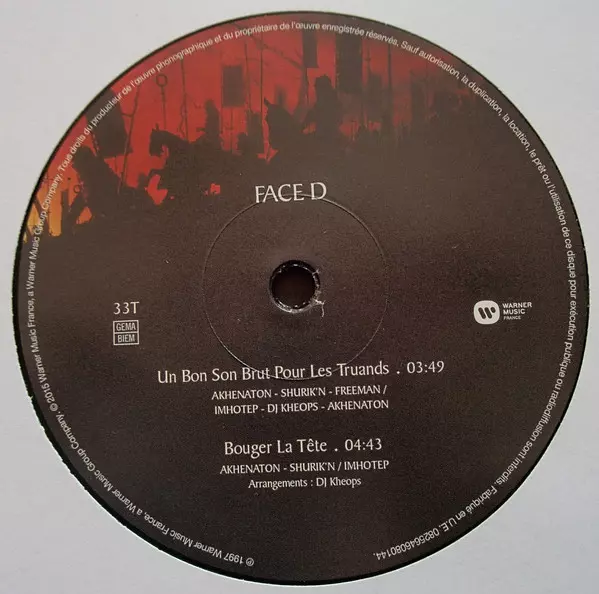 FACE D
33T
GEMA
BIEM
WARNER MUSIC
FRANCE
Un Bon Son Brut Pour Les Truands . 03:49
AKHENATON - SHURIK'N - FREEMAN /
IMHOTEP - DJ KHEOPS - AKHENATON
Bouger La Tête . 04:43
AKHENATON - SHURIK'N / IMHOTEP
Arrangements : DJ Kheops
℗ 1997 Warner Music France, a Warner Music Group Company, © 2015 Warner Music France, a Warner Music Group Company. Tous droits du producteur de l'œuvre phonographique et du propriétaire de l'œuvre enregistrée réservés. Sauf autorisation, la duplication, la location, le prêt ou l'utilisation de ce disque pour exécution publique ou radiodiffusion sont interdits. Fabriqué en U.E. 0825646080144.